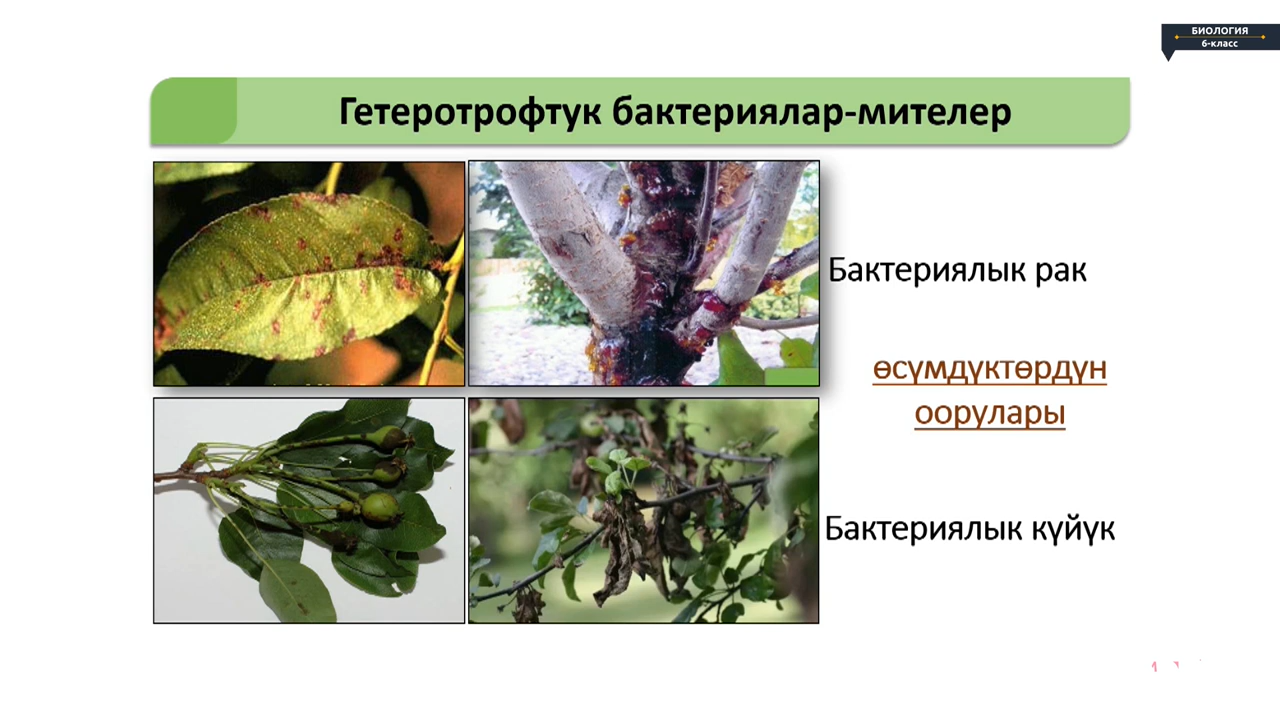 БИОЛОГИЯ
6-класс
Гетеротрофтук бактериялар-мителер
Бактериялык рак
өсүмдүктөрдүн
оорулары
Бактериялык күйүк